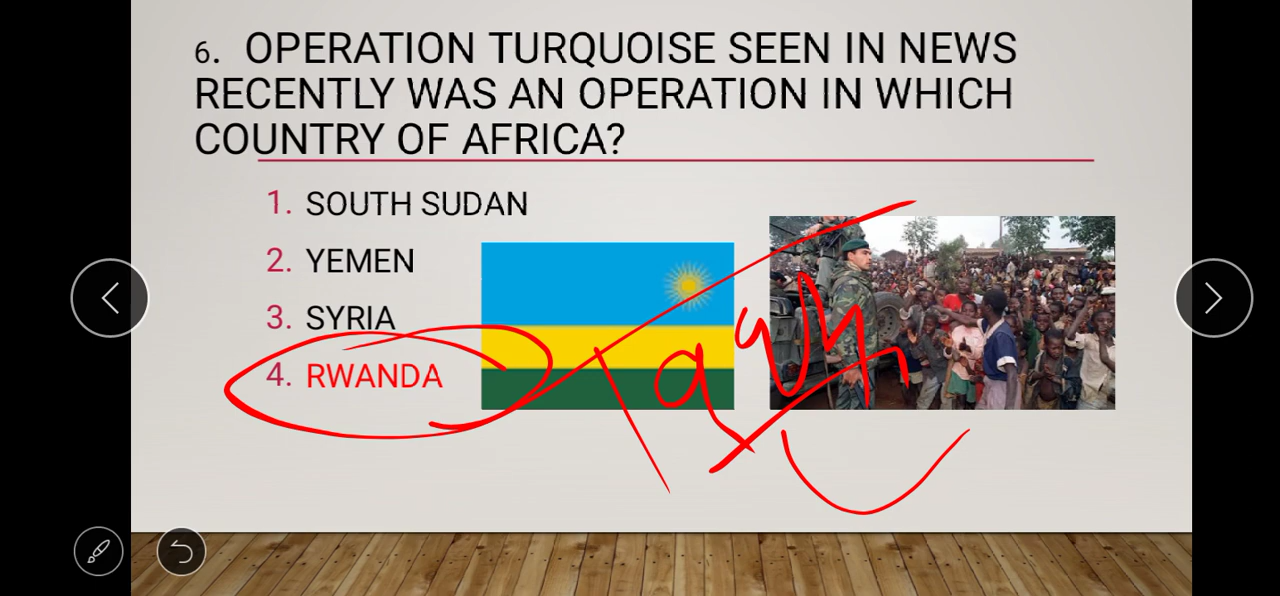 6. OPERATION TURQUOISE SEEN IN NEWS
RECENTLY WAS AN OPERATION IN WHICH
COUNTRY OF AFRICA?
1. SOUTH SUDAN
2. YEMEN
3. SYRIA
4. RWANDA